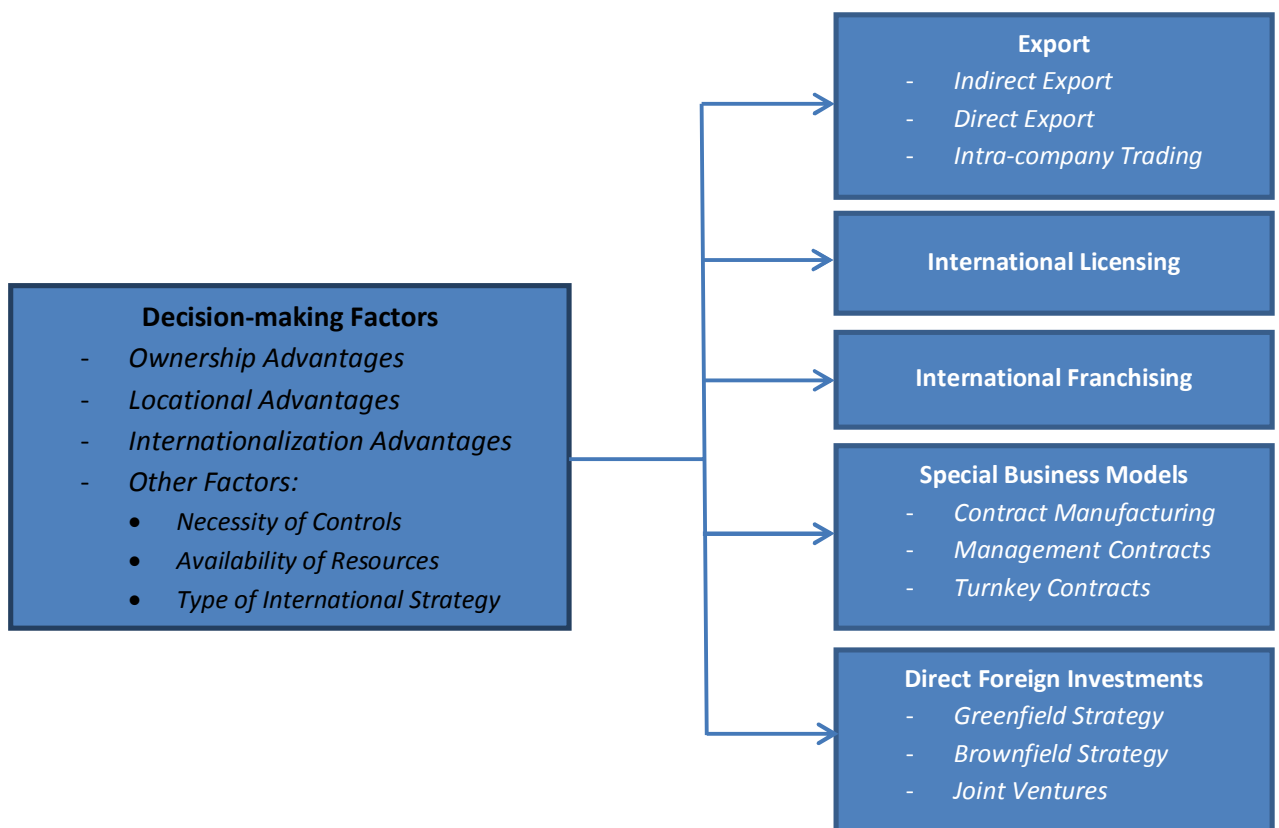 Decision-making Factors
- Ownership Advantages
- Locational Advantages
- Internationalization Advantages
- Other Factors:
• Necessity of Controls
• Availability of Resources
• Type of International Strategy
Export
- Indirect Export
- Direct Export
- Intra-company Trading
International Licensing
International Franchising
Special Business Models
- Contract Manufacturing
- Management Contracts
- Turnkey Contracts
Direct Foreign Investments
- Greenfield Strategy
- Brownfield Strategy
- Joint Ventures